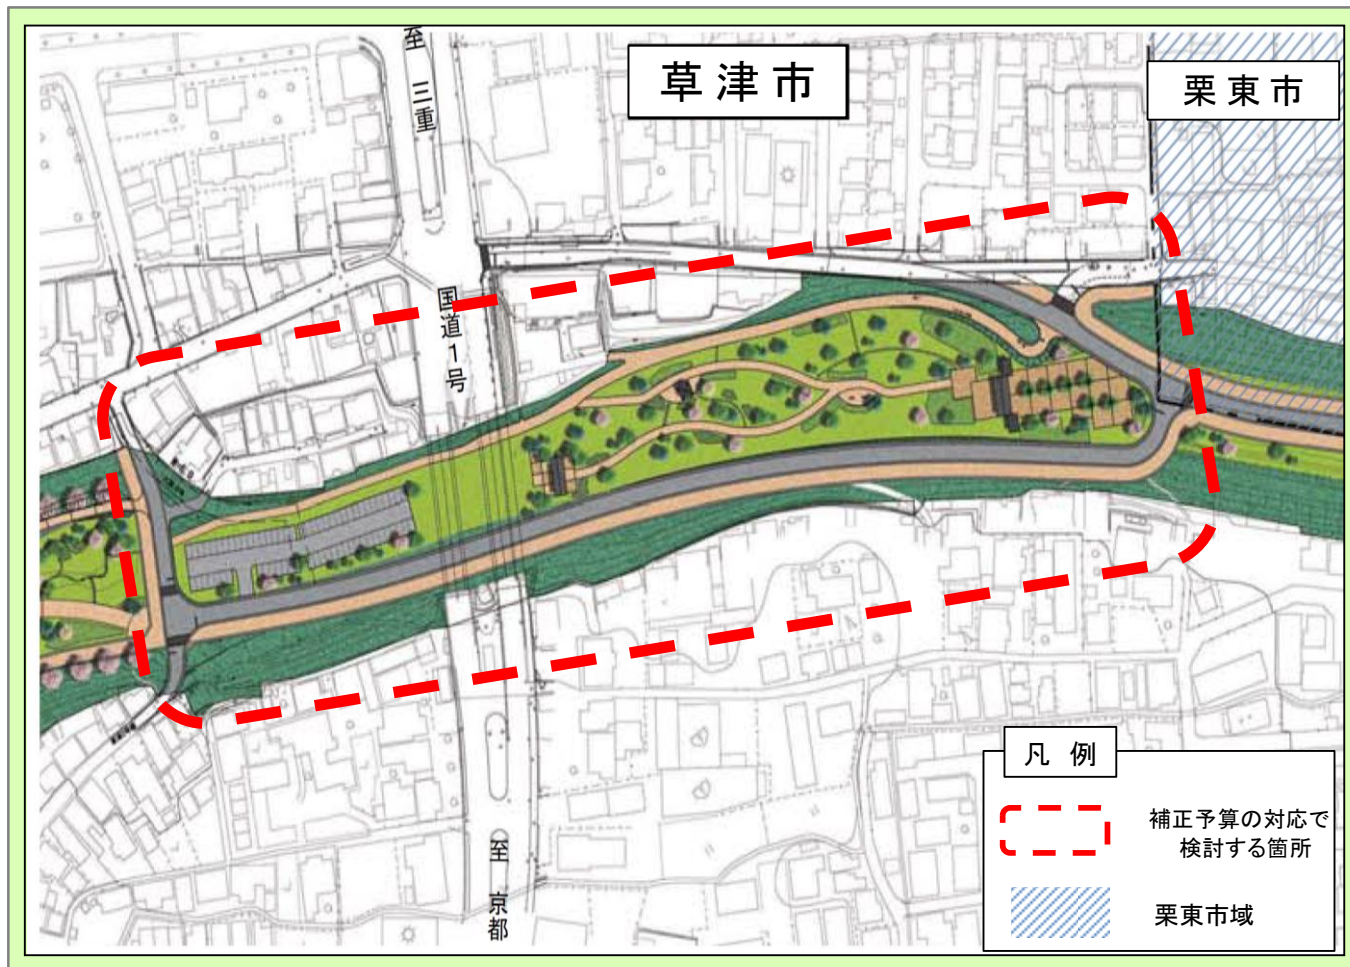 至 三重
草津市
栗東市
国道1号
至 京都
凡 例
補正予算の対応で
検討する箇所
栗東市域